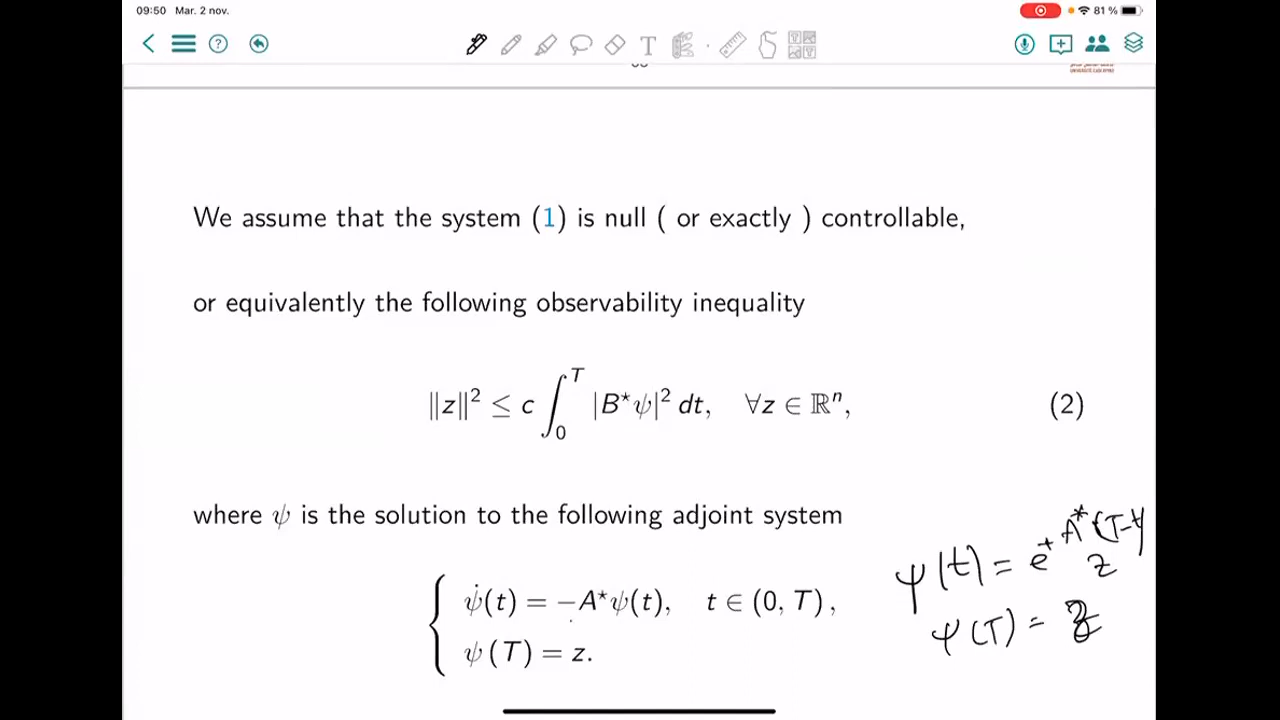 09:50 Mar. 2 nov. 81 %
We assume that the system (1) is null ( or exactly ) controllable,
or equivalently the following observability inequality
‖z‖² ≤ c ∫₀ᵀ |B*ψ|² dt, ∀z ∈ ℝⁿ, (2)
where ψ is the solution to the following adjoint system
ψ̇(t) = −A*ψ(t), t ∈ (0, T) ,
ψ (T) = z.
ψ(t) = e^{+A*(T-t)} z
ψ(T) = z